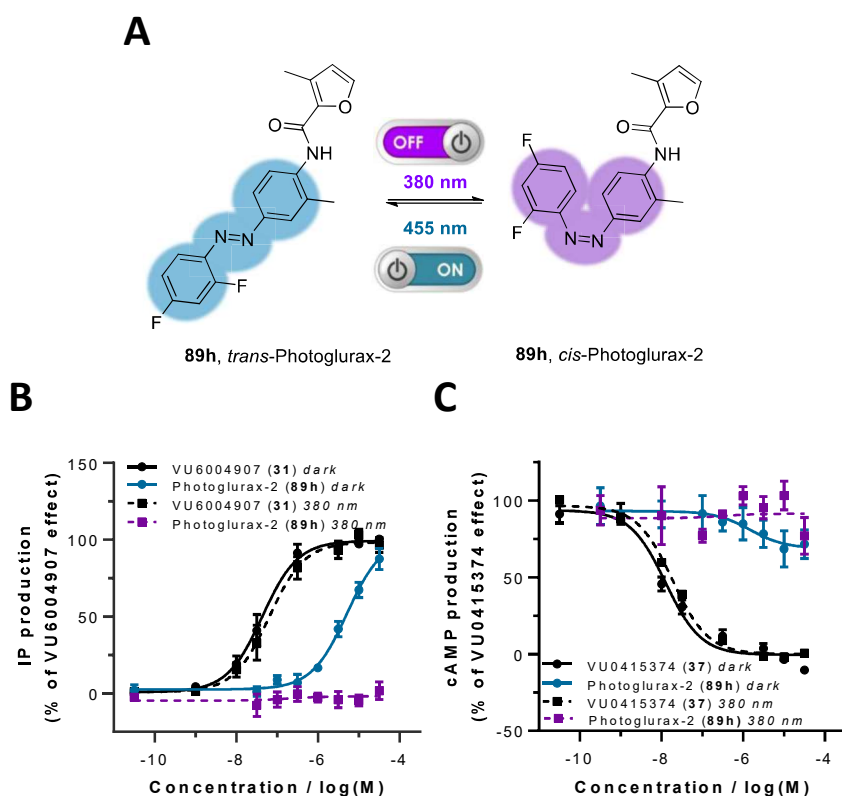 A
O
O
NH
N=N
F
F
OFF
380 nm
455 nm
ON
O
O
NH
F
F
N=N
89h, trans-Photoglurax-2
89h, cis-Photoglurax-2
B
IP production
(% of VU6004907 effect)
150
100
50
0
VU6004907 (31) dark
Photoglurax-2 (89h) dark
VU6004907 (31) 380 nm
Photoglurax-2 (89h) 380 nm
-10
-8
-6
-4
Concentration / log(M)
C
cAMP production
(% of VU0415374 effect)
100
50
0
-50
VU0415374 (37) dark
Photoglurax-2 (89h) dark
VU0415374 (37) 380 nm
Photoglurax-2 (89h) 380 nm
-10
-8
-6
-4
Concentration / log(M)